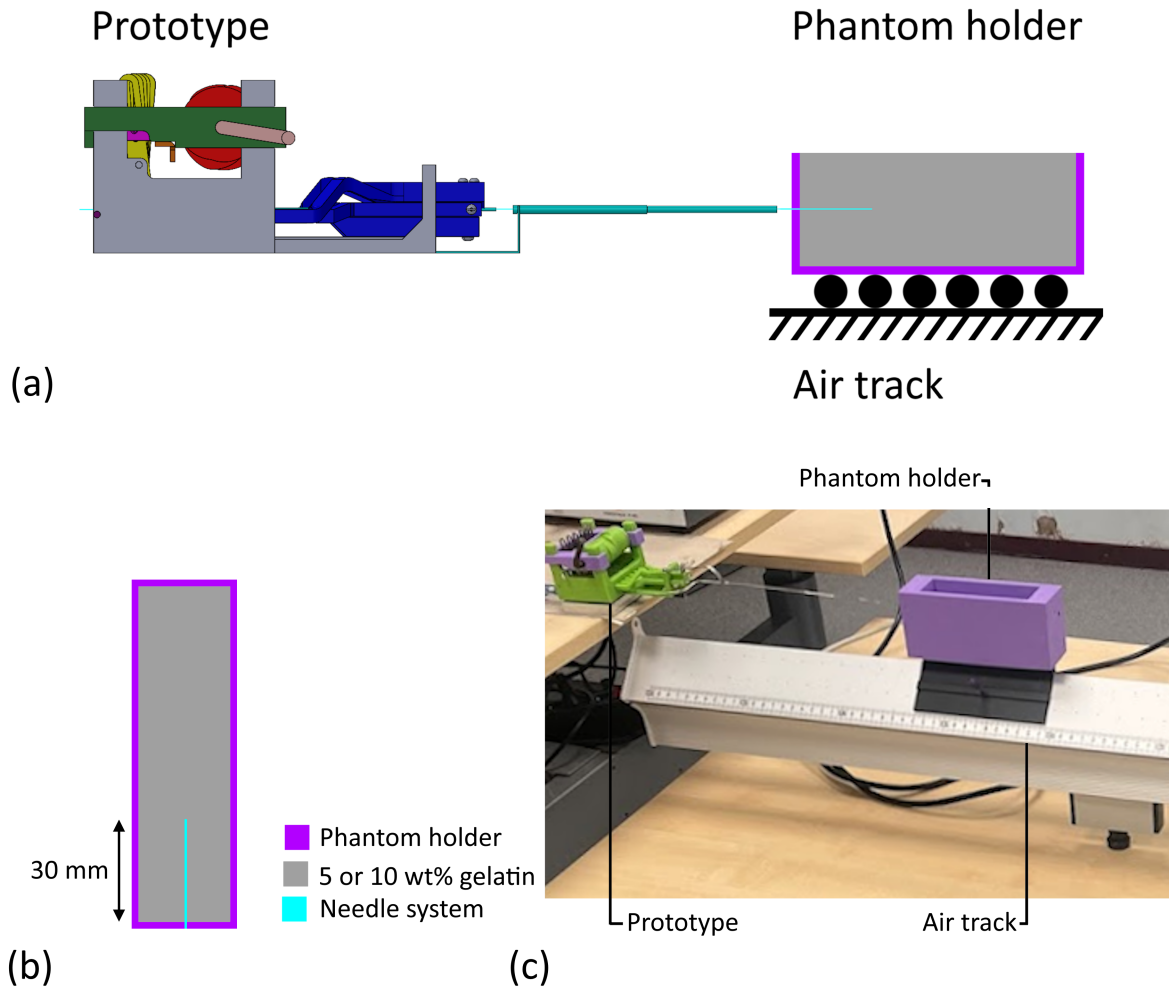 Prototype
Phantom holder
(a)
Air track
Phantom holder
30 mm
Phantom holder
5 or 10 wt% gelatin
Needle system
Prototype
Air track
(b)
(c)